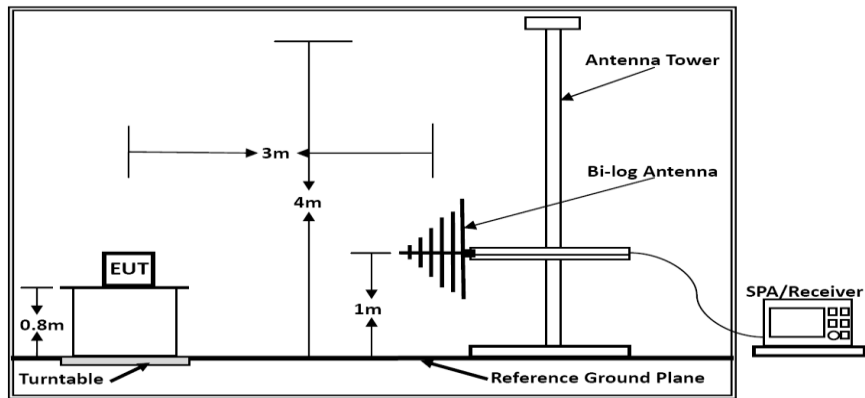 Antenna Tower
3m
Bi-log Antenna
4m
EUT
1m
SPA/Receiver
0.8m
Turntable
Reference Ground Plane